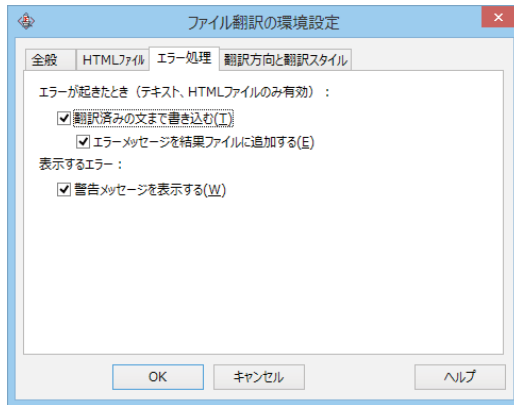 ファイル翻訳の環境設定
全般 HTMLファイル エラー処理 翻訳方向と翻訳スタイル
エラーが起きたとき（テキスト、HTMLファイルのみ有効）：
翻訳済みの文まで書き込む(T)
エラーメッセージを結果ファイルに追加する(E)
表示するエラー：
警告メッセージを表示する(W)
OK キャンセル ヘルプ